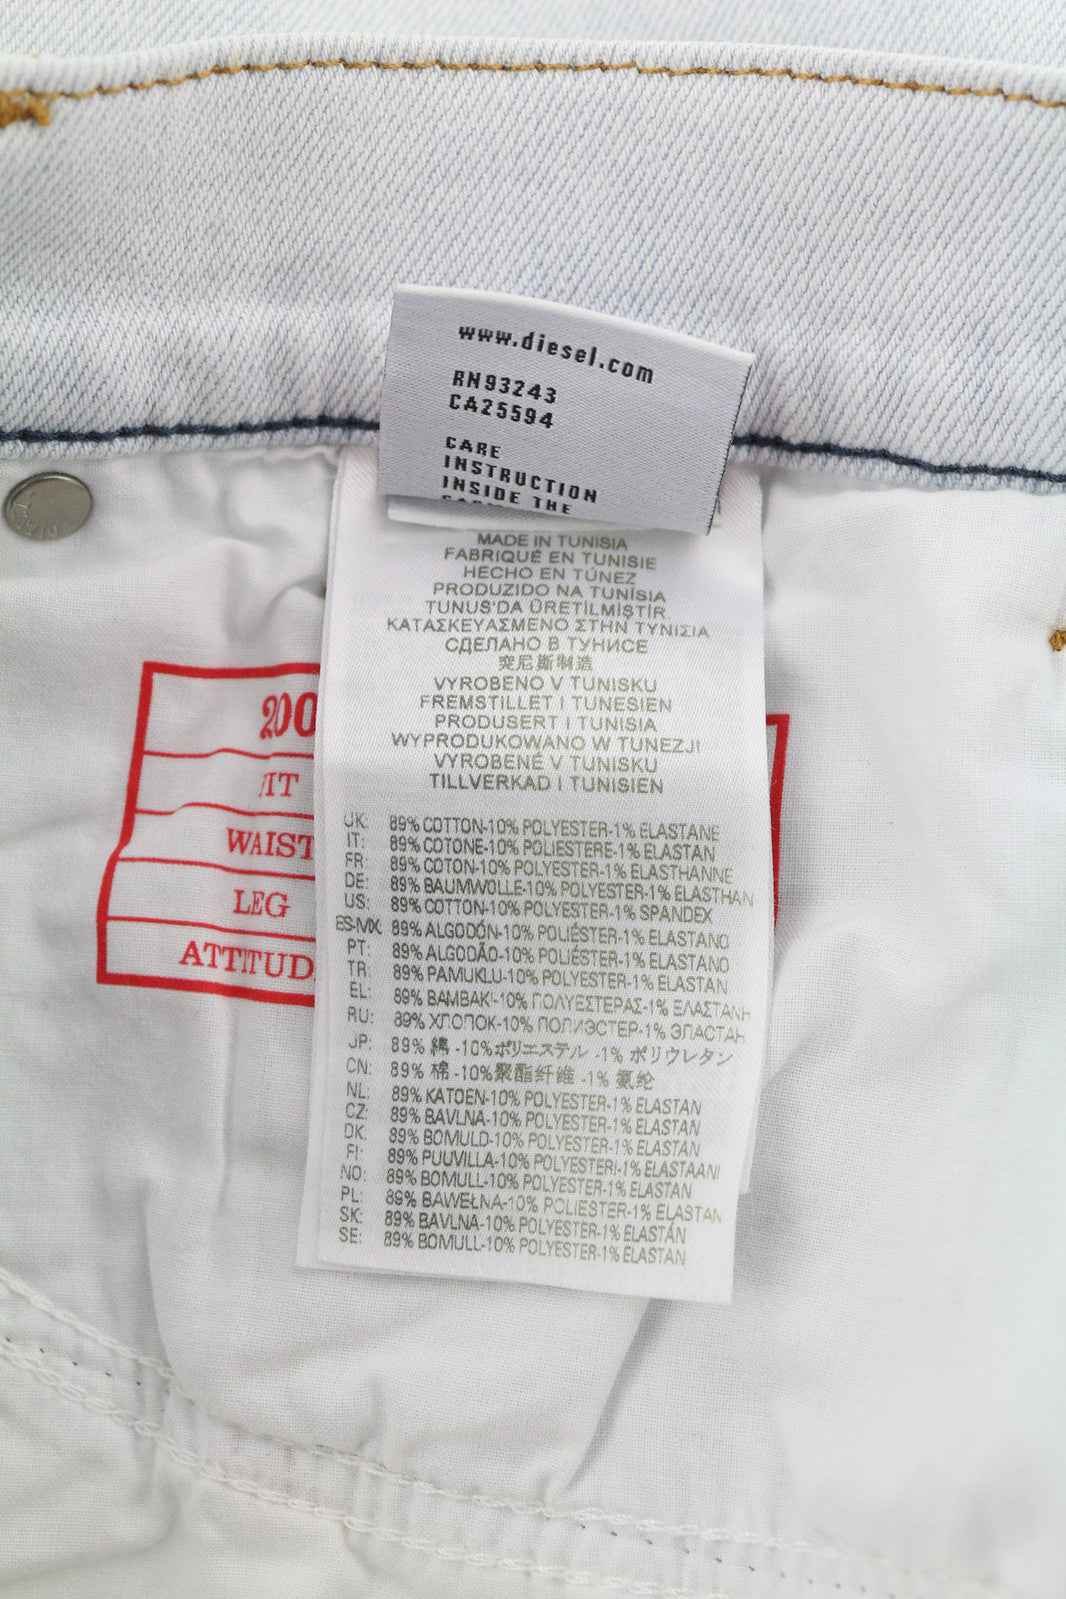 www.diesel.com
RN93243
CA25594
CARE
INSTRUCTION
INSIDE THE
MADE IN TUNISIA
FABRIQUÉ EN TUNISIE
HECHO EN TÚNEZ
PRODUZIDO NA TUNÍSIA
TUNUS'DA ÜRETILMIŞTIR
ΚΑΤΑΣΚΕΥΑΣΜΕΝΟ ΣΤΗΝ ΤΥΝΙΣΙΑ
СДЕЛАНО В ТУНИСЕ
突尼斯制造
VYROBENO V TUNISKU
FREMSTILLET I TUNESIEN
PRODUSERT I TUNISIA
WYPRODUKOWANO W TUNEZJI
VYROBENÉ V TUNISKU
TILLVERKAD I TUNISIEN
UK: 89% COTTON-10% POLYESTER-1% ELASTANE
IT: 89% COTONE-10% POLIESTERE-1% ELASTAN
FR: 89% COTON-10% POLYESTER-1% ELASTHANNE
DE: 89% BAUMWOLLE-10% POLYESTER-1% ELASTHAN
US: 89% COTTON-10% POLYESTER-1% SPANDEX
ES-MX: 89% ALGODÓN-10% POLIÉSTER-1% ELASTANO
PT: 89% ALGODÃO-10% POLIÉSTER-1% ELASTANO
TR: 89% PAMUKLU-10% POLYESTER-1% ELASTAN
EL: 89% ΒΑΜΒΑΚΙ-10% ΠΟΛΥΕΣΤΕΡΑΣ-1% ΕΛΑΣΤΑΝΗ
RU: 89% ХЛОПОК-10% ПОЛИЭСТЕР-1% ЭЛАСТАН
JP: 89% 綿 -10% ポリエステル -1% ポリウレタン
CN: 89% 棉 -10% 聚酯纤维 -1% 氨纶
NL: 89% KATOEN-10% POLYESTER-1% ELASTAN
CZ: 89% BAVLNA-10% POLYESTER-1% ELASTAN
DK: 89% BOMULD-10% POLYESTER-1% ELASTAN
FI: 89% PUUVILLA-10% POLYESTERI-1% ELASTAANI
NO: 89% BOMULL-10% POLYESTER-1% ELASTAN
PL: 89% BAWEŁNA-10% POLIESTER-1% ELASTAN
SK: 89% BAVLNA-10% POLYESTER-1% ELASTÁN
SE: 89% BOMULL-10% POLYESTER-1% ELASTAN
200
FIT
WAIST
LEG
ATTITUD